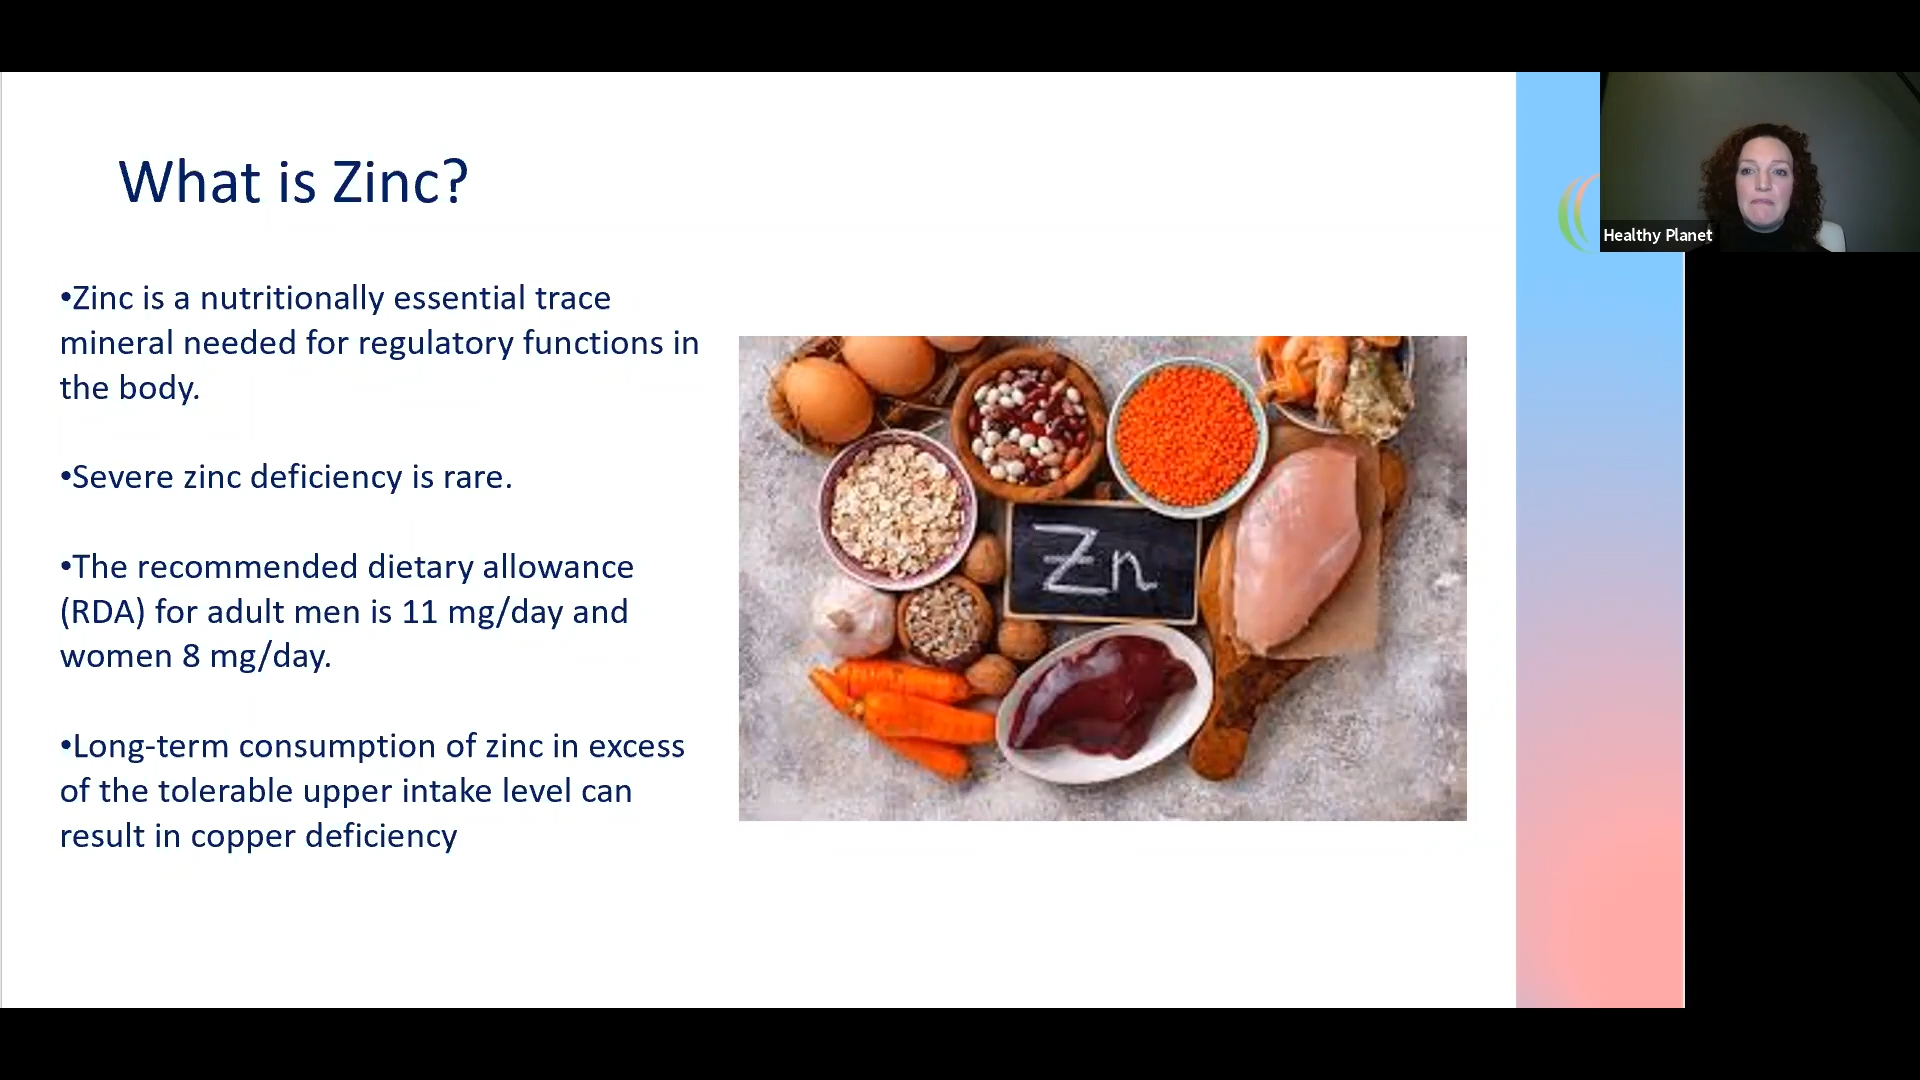 What is Zinc?
•Zinc is a nutritionally essential trace
mineral needed for regulatory functions in
the body.
•Severe zinc deficiency is rare.
•The recommended dietary allowance
(RDA) for adult men is 11 mg/day and
women 8 mg/day.
•Long-term consumption of zinc in excess
of the tolerable upper intake level can
result in copper deficiency
Zn
Healthy Planet